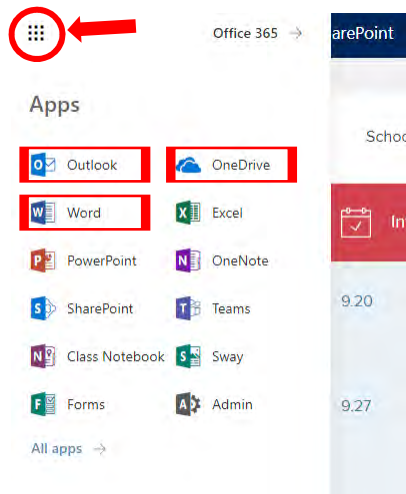 Office 365 →
arePoint
Apps
Schoo
Outlook
OneDrive
Word
Excel
In
PowerPoint
OneNote
SharePoint
Teams
9.20
Class Notebook
Sway
Forms
Admin
9.27
All apps →